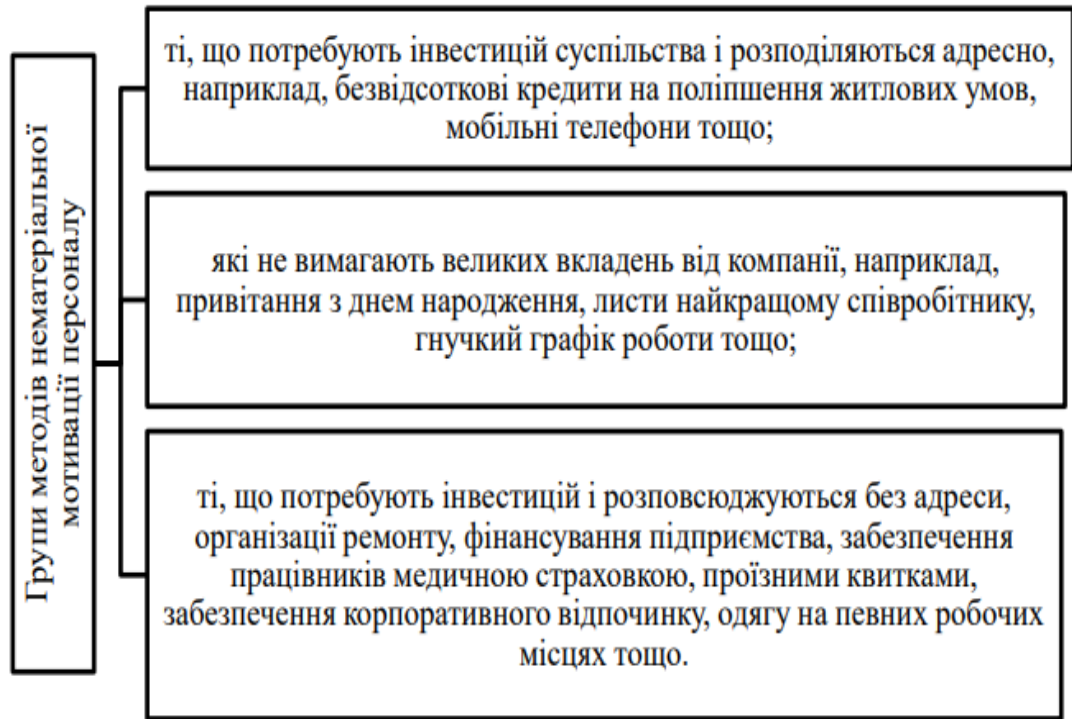 Групи методів нематеріальної
мотивації персоналу
ті, що потребують інвестицій суспільства і розподіляються адресно,
наприклад, безвідсоткові кредити на поліпшення житлових умов,
мобільні телефони тощо;
які не вимагають великих вкладень від компанії, наприклад,
привітання з днем народження, листи найкращому співробітнику,
гнучкий графік роботи тощо;
ті, що потребують інвестицій і розповсюджуються без адреси,
організації ремонту, фінансування підприємства, забезпечення
працівників медичною страховкою, проїзними квитками,
забезпечення корпоративного відпочинку, одягу на певних робочих
місцях тощо.